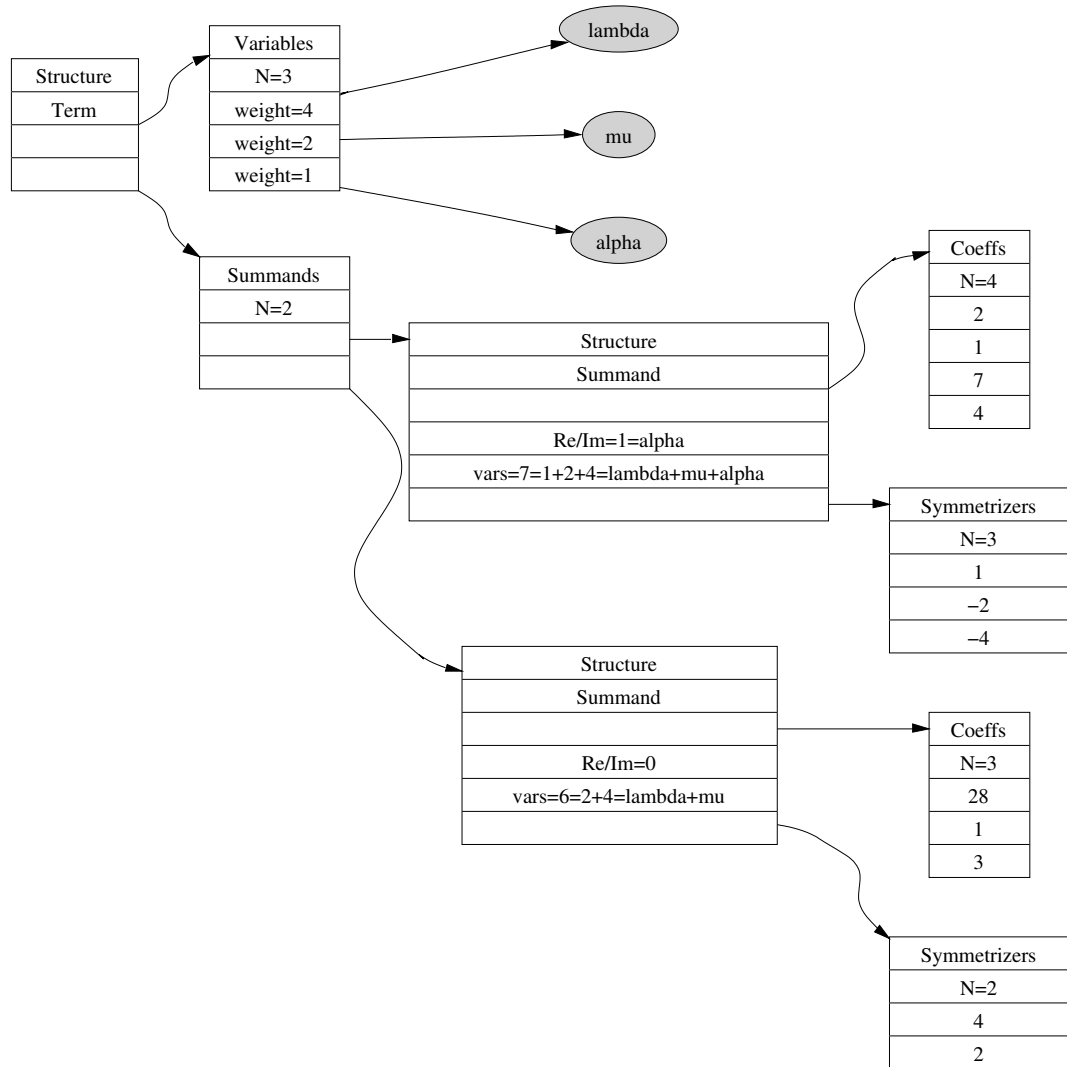 Structure
Term
Variables
N=3
weight=4
weight=2
weight=1
lambda
mu
alpha
Summands
N=2
Structure
Summand
Re/Im=1=alpha
vars=7=1+2+4=lambda+mu+alpha
Coeffs
N=4
2
1
7
4
Symmetrizers
N=3
1
−2
−4
Structure
Summand
Re/Im=0
vars=6=2+4=lambda+mu
Coeffs
N=3
28
1
3
Symmetrizers
N=2
4
2